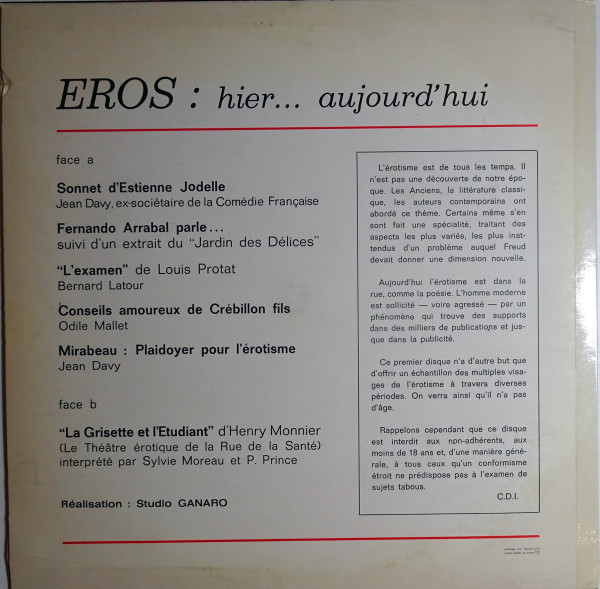 EROS : hier... aujourd'hui
face a
Sonnet d'Estienne Jodelle
Jean Davy, ex-sociétaire de la Comédie Française
Fernando Arrabal parle...
suivi d'un extrait du "Jardin des Délices"
"L'examen" de Louis Protat
Bernard Latour
Conseils amoureux de Crébillon fils
Odile Mallet
Mirabeau : Plaidoyer pour l'érotisme
Jean Davy
face b
"La Grisette et l'Etudiant" d'Henry Monnier
(Le Théâtre érotique de la Rue de la Santé)
interprété par Sylvie Moreau et P. Prince
Réalisation : Studio GANARO
L'érotisme est de tous les temps. Il
n'est pas une découverte de notre épo-
que. Les Anciens, la littérature classi-
que, les auteurs contemporains ont
abordé ce thème. Certains même s'en
sont fait une spécialité, traitant des
aspects les plus variés, les plus inat-
tendus d'un problème auquel Freud
devait donner une dimension nouvelle.
Aujourd'hui l'érotisme est dans la
rue, comme la poésie. L'homme moderne
est sollicité — voire agressé — par un
phénomène qui trouve des supports
dans des milliers de publications et jus-
que dans la publicité.
Ce premier disque n'a d'autre but que
d'offrir un échantillon des multiples visa-
ges de l'érotisme à travers diverses
périodes. On verra ainsi qu'il n'a pas
d'âge.
Rappelons cependant que ce disque
est interdit aux non-adhérents, aux
moins de 18 ans et, d'une manière géné-
rale, à tous ceux qu'un conformisme
étroit ne prédispose pas à l'examen de
sujets tabous.
C.D.I.